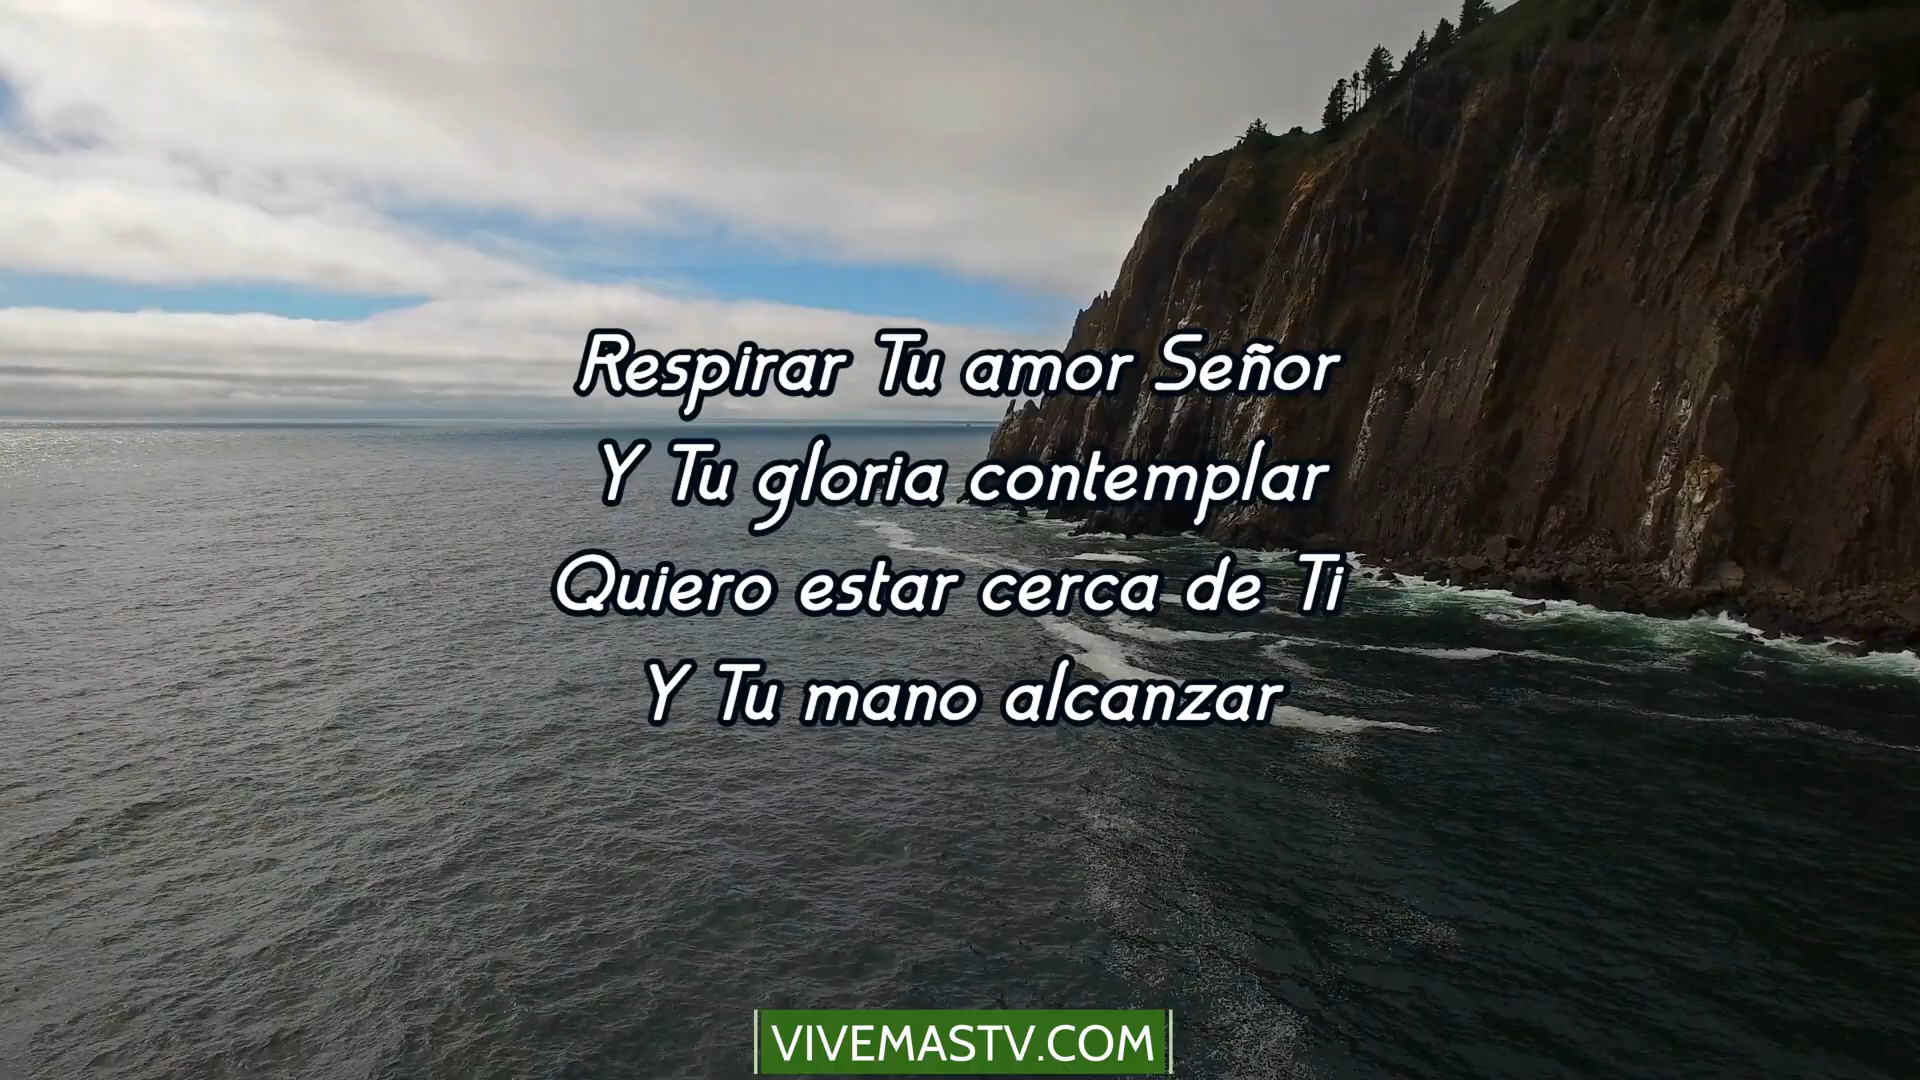 Respirar Tu amor Señor
Y Tu gloria contemplar
Quiero estar cerca de Ti
Y Tu mano alcanzar
VIVEMASTV.COM